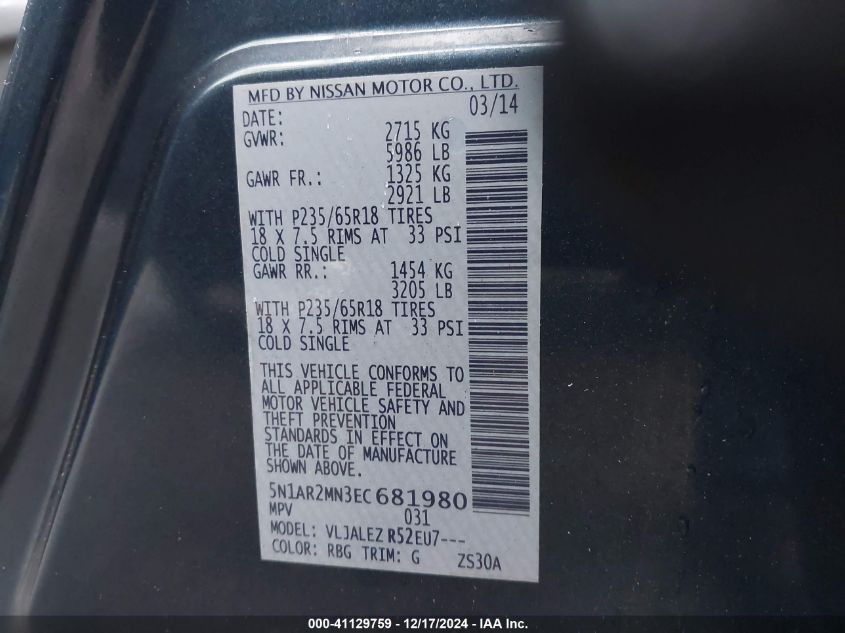 MFD BY NISSAN MOTOR CO., LTD.
DATE: 03/14
GVWR: 2715 KG
5986 LB
GAWR FR.: 1325 KG
2921 LB
WITH P235/65R18 TIRES
18 X 7.5 RIMS AT 33 PSI
COLD SINGLE
GAWR RR.: 1454 KG
3205 LB
WITH P235/65R18 TIRES
18 X 7.5 RIMS AT 33 PSI
COLD SINGLE
THIS VEHICLE CONFORMS TO
ALL APPLICABLE FEDERAL
MOTOR VEHICLE SAFETY AND
THEFT PREVENTION
STANDARDS IN EFFECT ON
THE DATE OF MANUFACTURE
SHOWN ABOVE.
5N1AR2MN3EC681980
MPV 031
MODEL: VLJALEZ R52EU7---
COLOR: RBG TRIM: G ZS30A
000-41129759 - 12/17/2024 - IAA Inc.